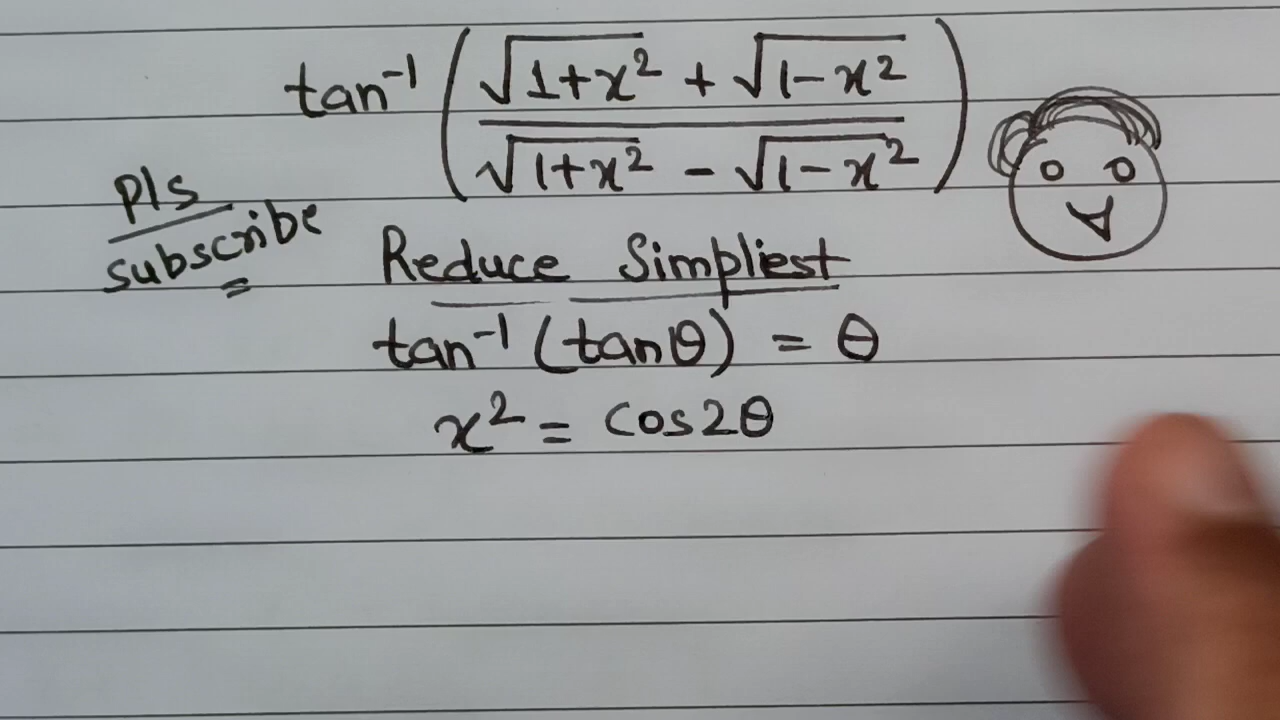 tan⁻¹ ( (√(1+x²) + √(1-x²)) / (√(1+x²) - √(1-x²)) )
pls
subscribe
Reduce Simpliest
tan⁻¹ (tanθ) = θ
x² = cos2θ